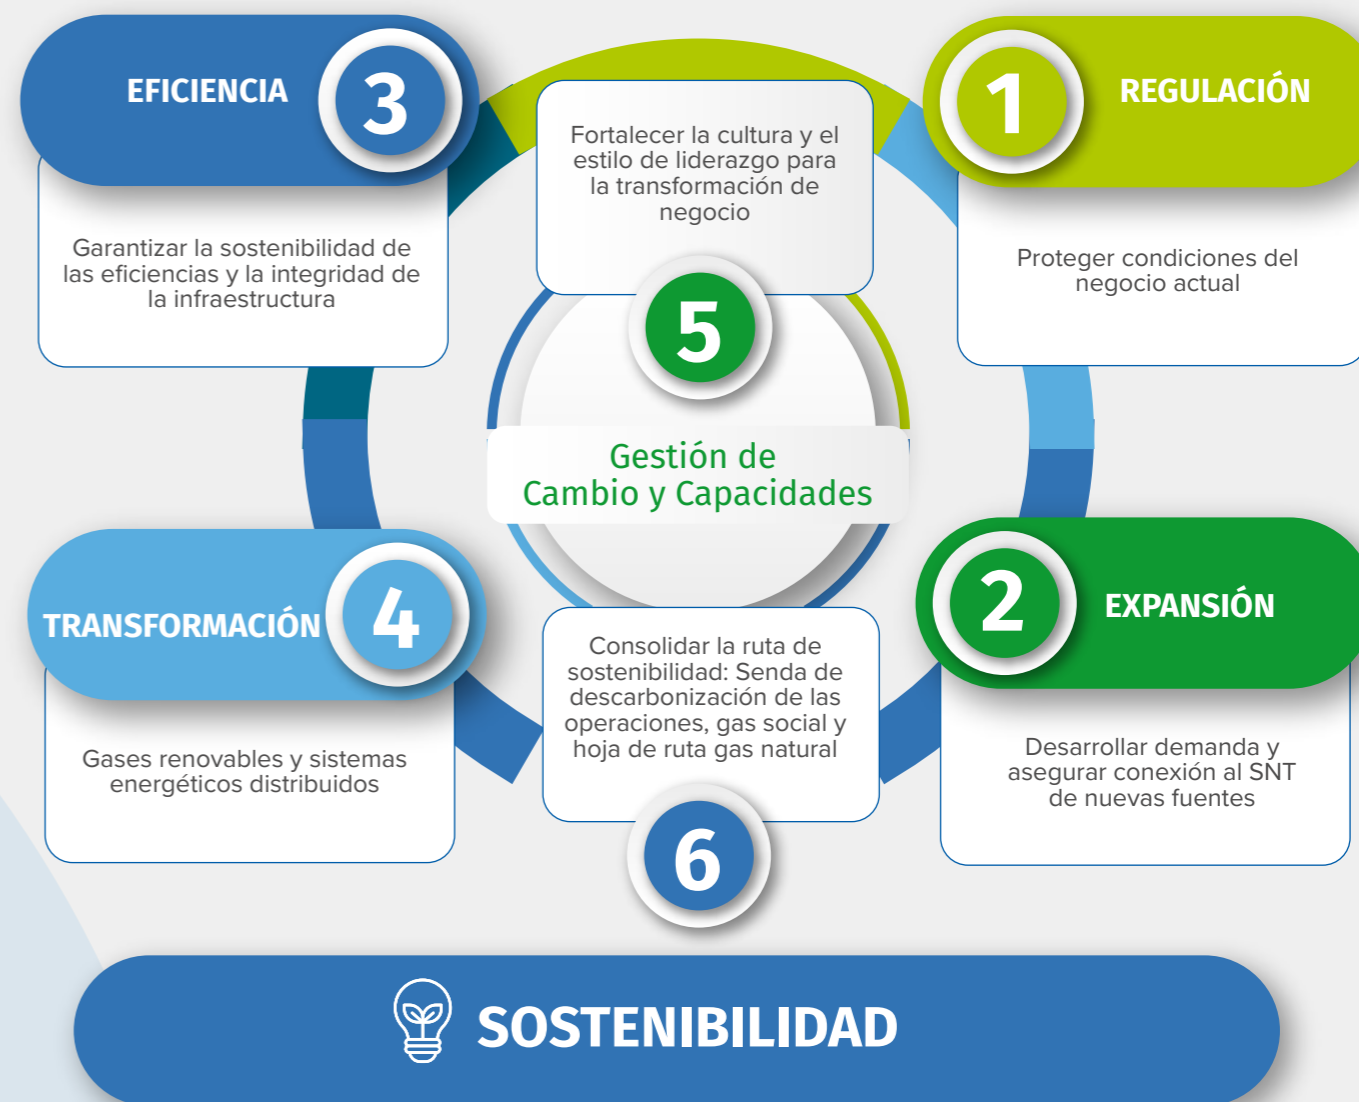 EFICIENCIA
3
Garantizar la sostenibilidad de
las eficiencias y la integridad de
la infraestructura
Fortalecer la cultura y el
estilo de liderazgo para
la transformación de
negocio
5
Gestión de
Cambio y Capacidades
1
REGULACIÓN
Proteger condiciones del
negocio actual
TRANSFORMACIÓN
4
Gases renovables y sistemas
energéticos distribuidos
Consolidar la ruta de
sostenibilidad: Senda de
descarbonización de las
operaciones, gas social y
hoja de ruta gas natural
6
2
EXPANSIÓN
Desarrollar demanda y
asegurar conexión al SNT
de nuevas fuentes
SOSTENIBILIDAD